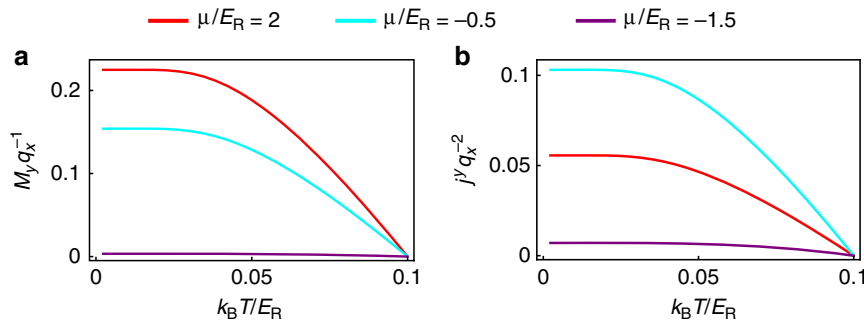 μ/E_R = 2 μ/E_R = −0.5 μ/E_R = −1.5
a b
M_y q_x^−1
0.2
0.1
0
0 0.05 0.1
k_B T/E_R
j^y q_x^−2
0.1
0.05
0
0 0.05 0.1
k_B T/E_R